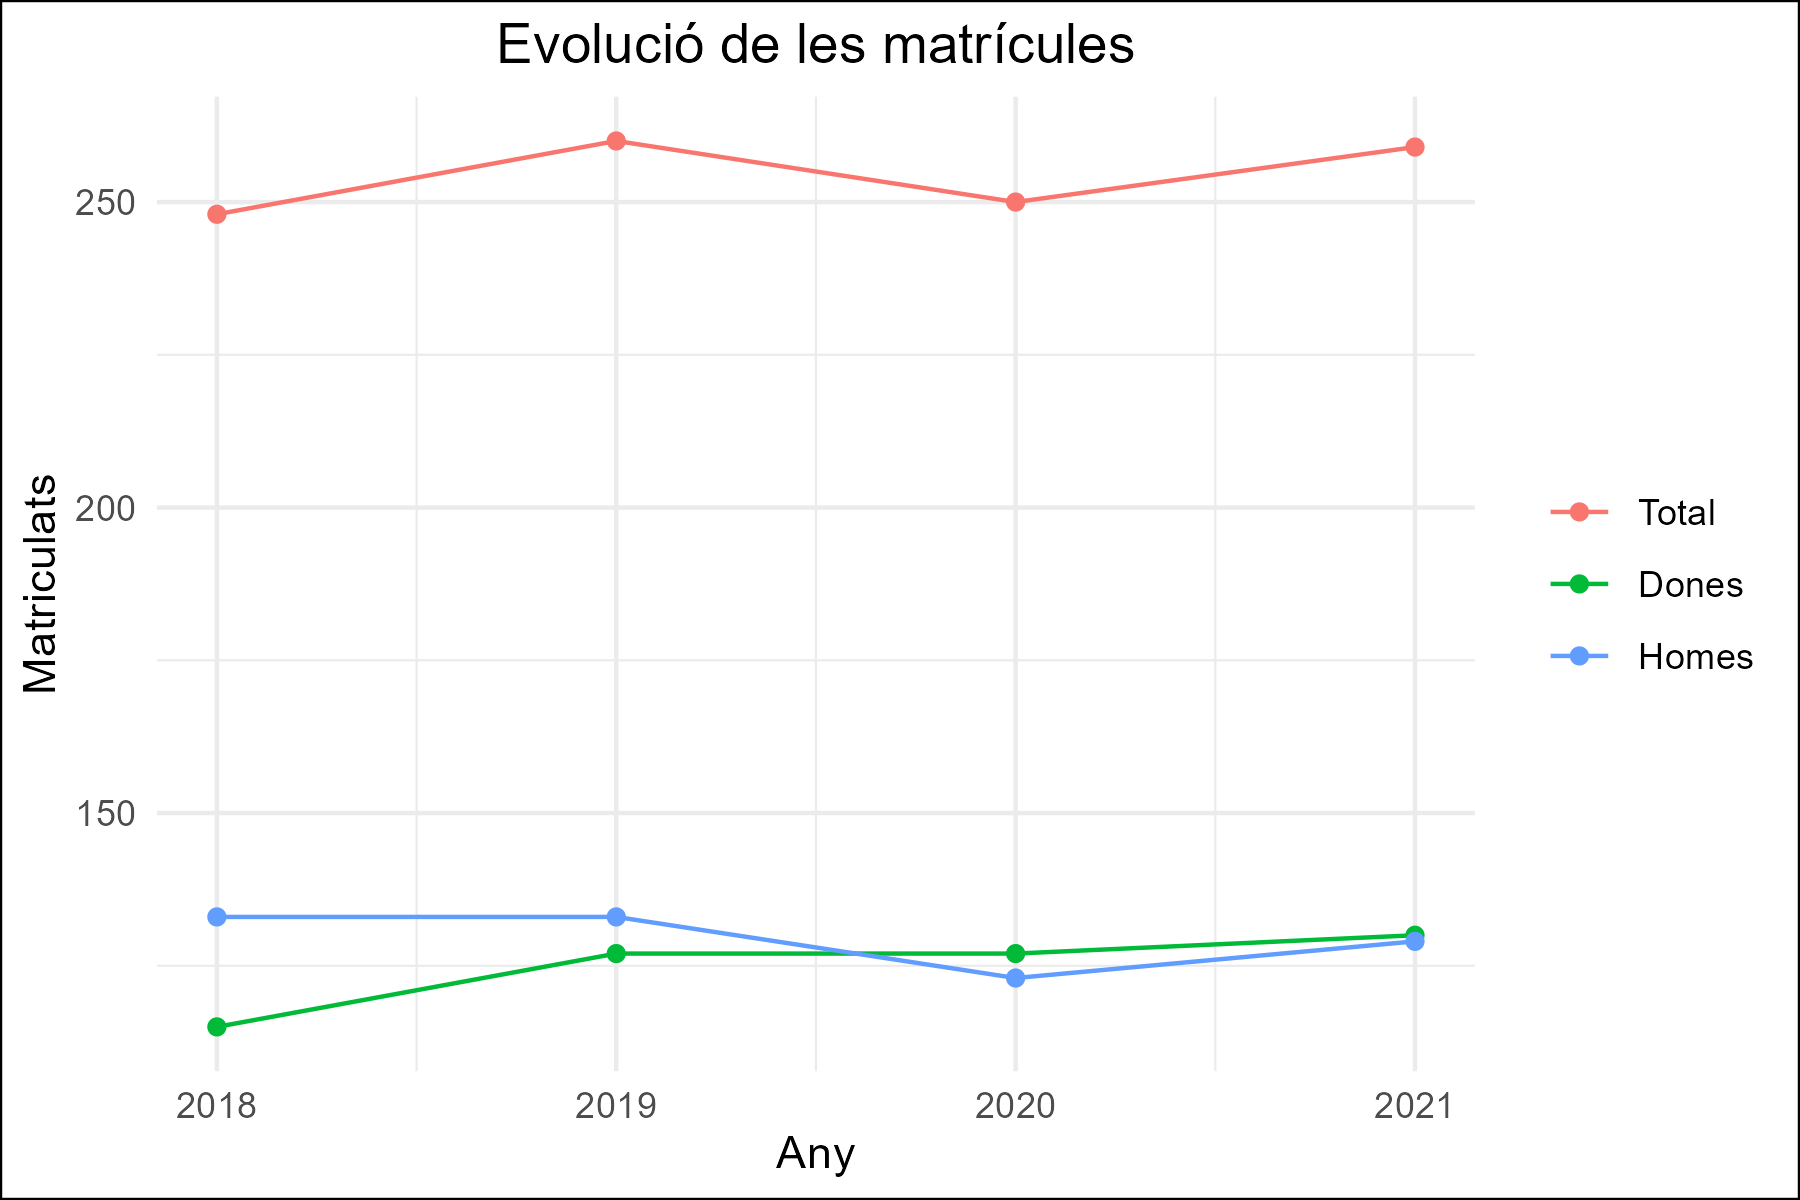 Evolució de les matrícules
Matriculats
250
200
150
2018
2019
2020
2021
Any
Total
Dones
Homes